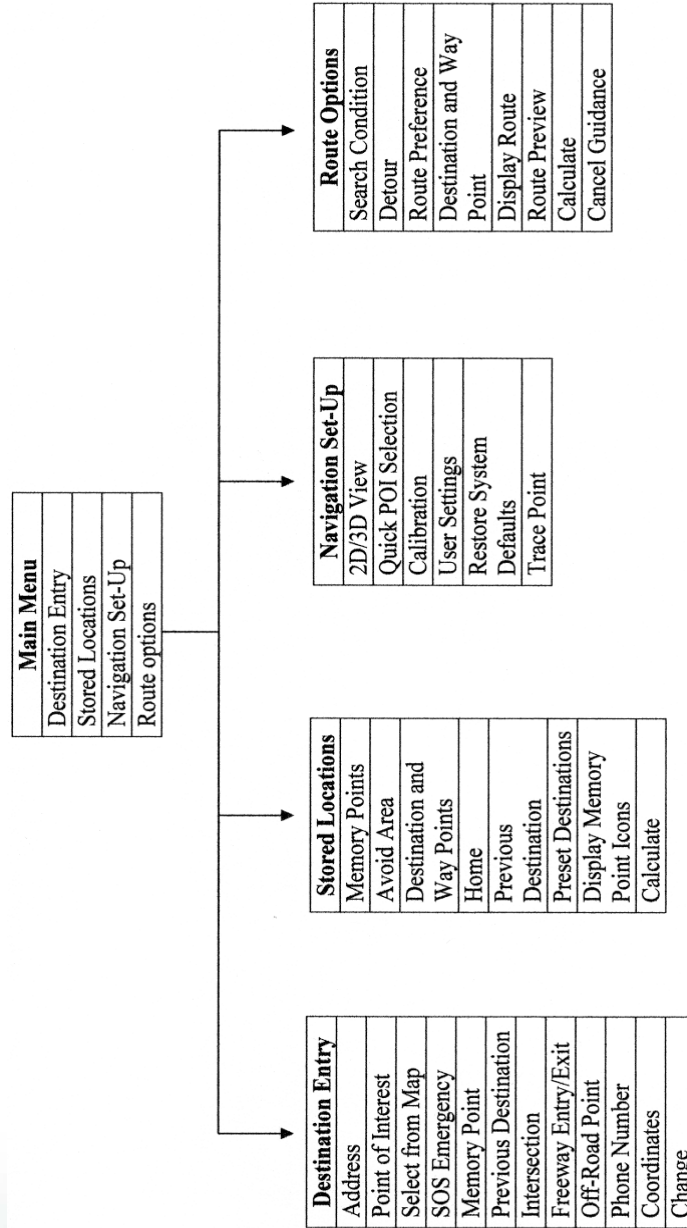 Main Menu
Destination Entry
Stored Locations
Navigation Set-Up
Route options
Destination Entry
Address
Point of Interest
Select from Map
SOS Emergency
Memory Point
Previous Destination
Intersection
Freeway Entry/Exit
Off-Road Point
Phone Number
Coordinates
Change
Stored Locations
Memory Points
Avoid Area
Destination and
Way Points
Home
Previous
Destination
Preset Destinations
Display Memory
Point Icons
Calculate
Navigation Set-Up
2D/3D View
Quick POI Selection
Calibration
User Settings
Restore System
Defaults
Trace Point
Route Options
Search Condition
Detour
Route Preference
Destination and Way
Point
Display Route
Route Preview
Calculate
Cancel Guidance